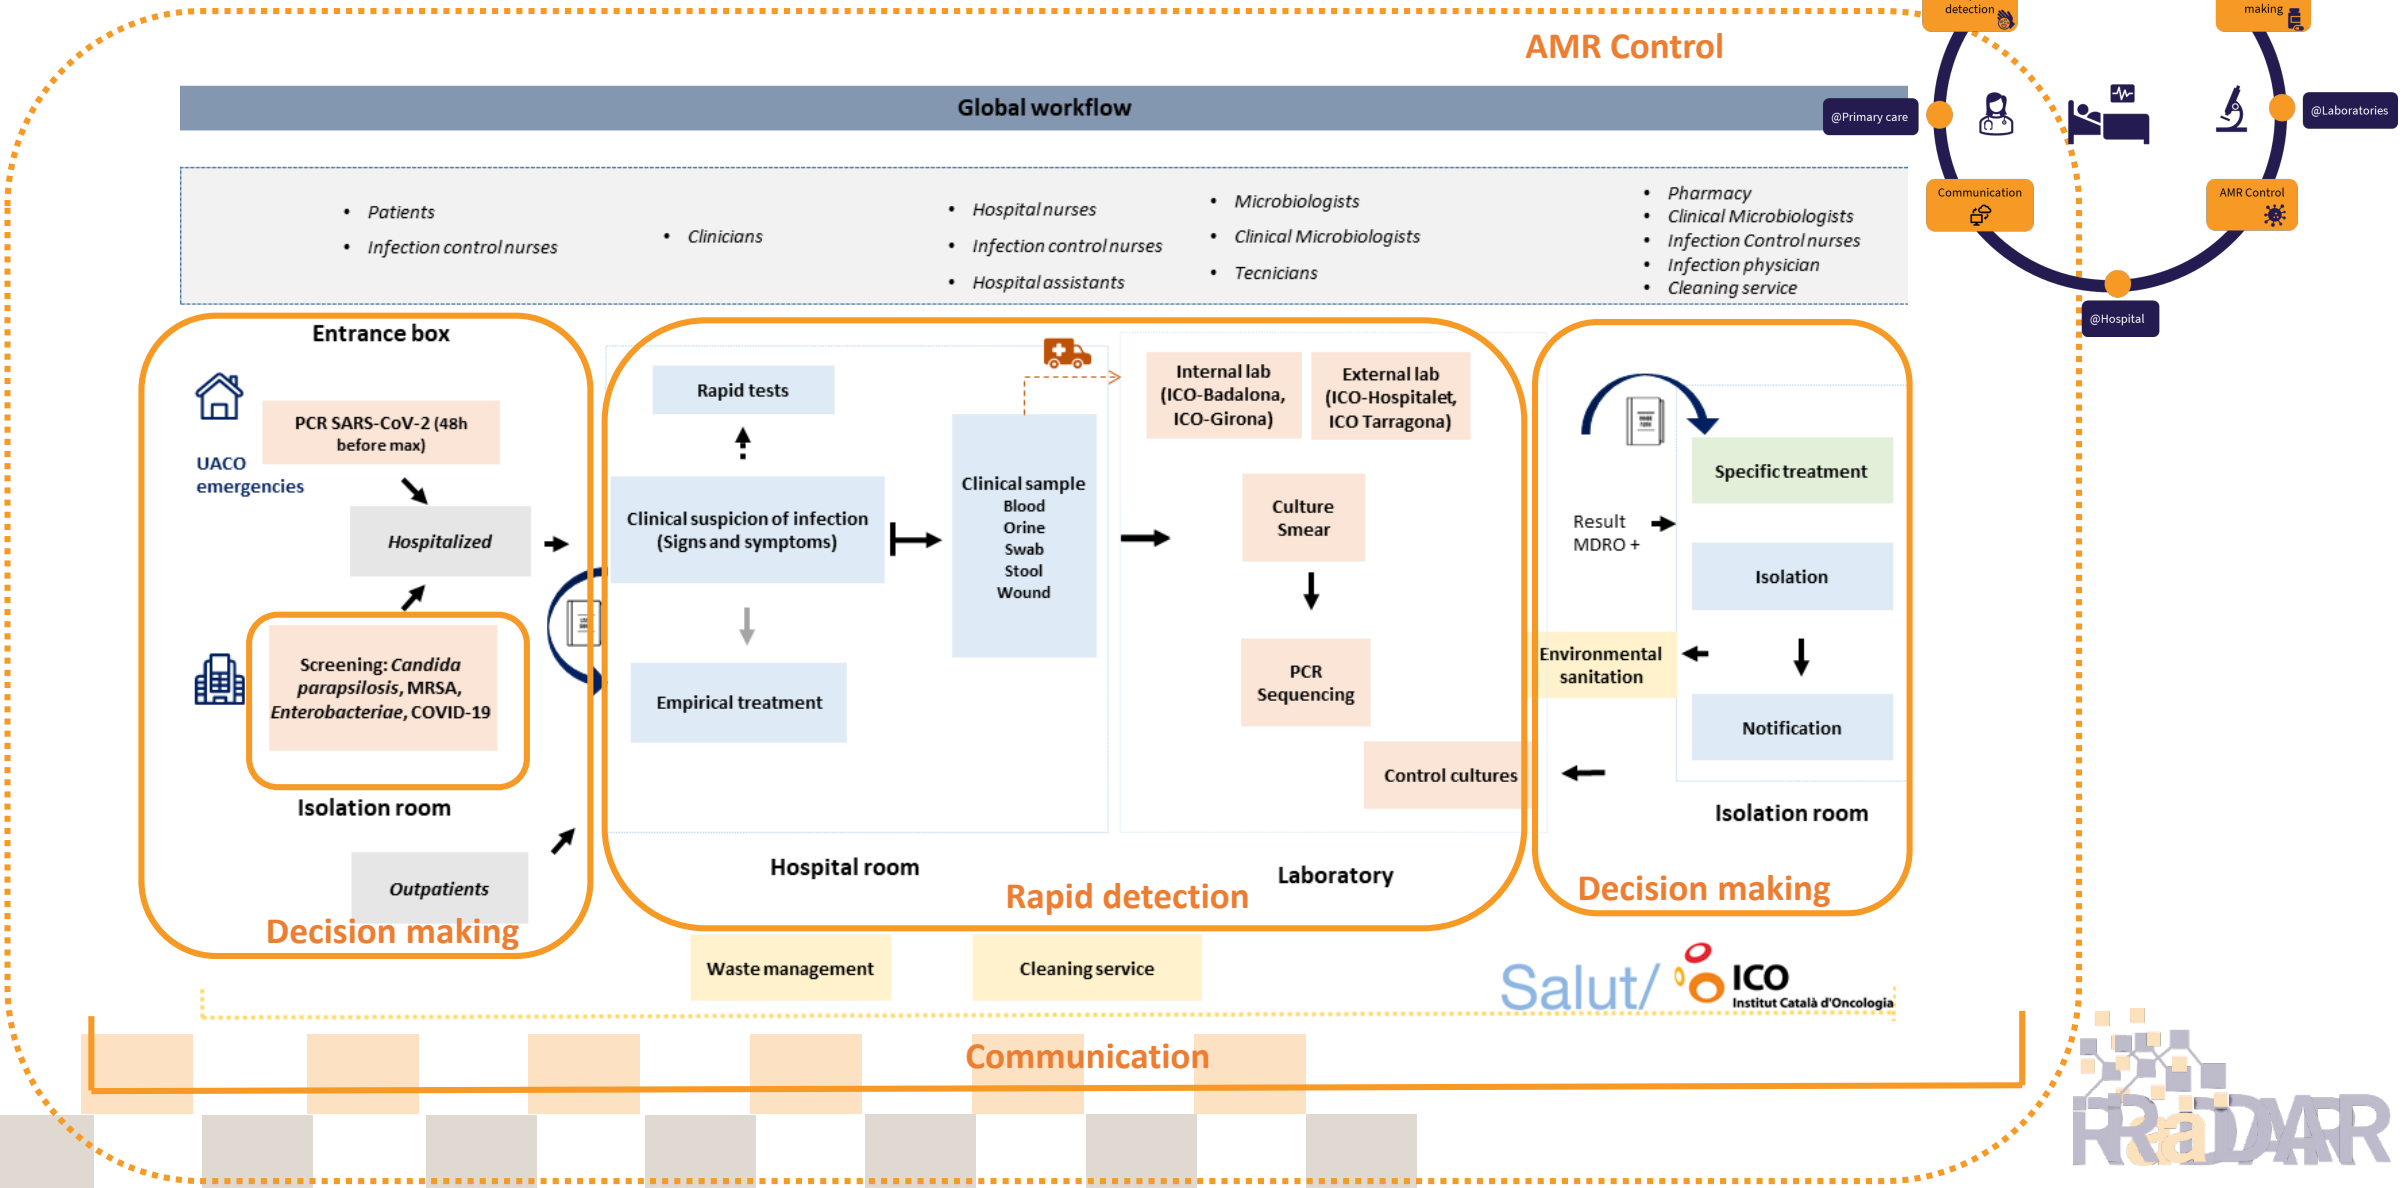 AMR Control
Global workflow
detection
making
@Primary care
@Laboratories
Communication
AMR Control
@Hospital
• Patients
• Infection control nurses
• Clinicians
• Hospital nurses
• Infection control nurses
• Hospital assistants
• Microbiologists
• Clinical Microbiologists
• Tecnicians
• Pharmacy
• Clinical Microbiologists
• Infection Control nurses
• Infection physician
• Cleaning service
Entrance box
PCR SARS-CoV-2 (48h
before max)
UACO
emergencies
Hospitalized
Screening: Candida
parapsilosis, MRSA,
Enterobacteriae, COVID-19
Isolation room
Outpatients
Decision making
Rapid tests
Clinical suspicion of infection
(Signs and symptoms)
Empirical treatment
Clinical sample
Blood
Orine
Swab
Stool
Wound
Hospital room
Internal lab
(ICO-Badalona,
ICO-Girona)
External lab
(ICO-Hospitalet,
ICO Tarragona)
Culture
Smear
PCR
Sequencing
Control cultures
Laboratory
Rapid detection
Specific treatment
Result
MDRO +
Isolation
Environmental
sanitation
Notification
Isolation room
Decision making
Waste management
Cleaning service
Salut/
ICO
Institut Català d'Oncologia
Communication